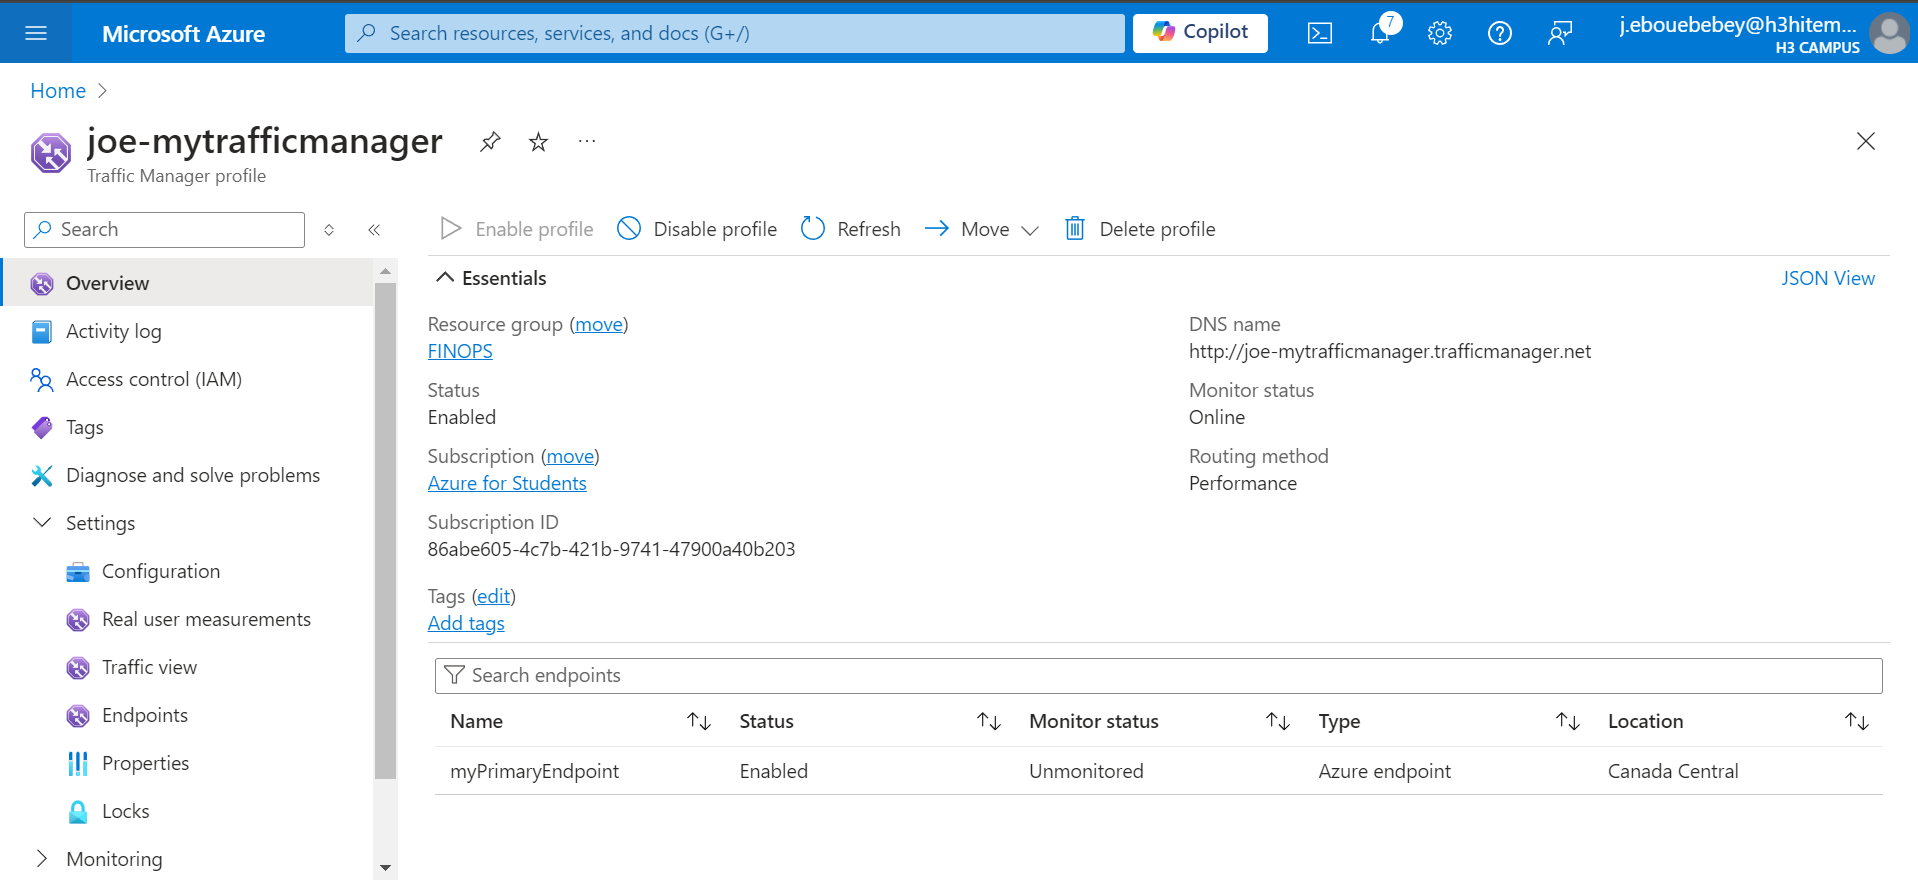 Microsoft Azure
Search resources, services, and docs (G+/)
Copilot
7
j.ebouebebey@h3hitem...
H3 CAMPUS
Home
joe-mytrafficmanager
Traffic Manager profile
Search
Enable profile
Disable profile
Refresh
Move
Delete profile
Overview
Activity log
Access control (IAM)
Tags
Diagnose and solve problems
Settings
Configuration
Real user measurements
Traffic view
Endpoints
Properties
Locks
Monitoring
Essentials
JSON View
Resource group (move)
FINOPS
Status
Enabled
Subscription (move)
Azure for Students
Subscription ID
86abe605-4c7b-421b-9741-47900a40b203
Tags (edit)
Add tags
DNS name
http://joe-mytrafficmanager.trafficmanager.net
Monitor status
Online
Routing method
Performance
Search endpoints
Name Status Monitor status Type Location
myPrimaryEndpoint Enabled Unmonitored Azure endpoint Canada Central